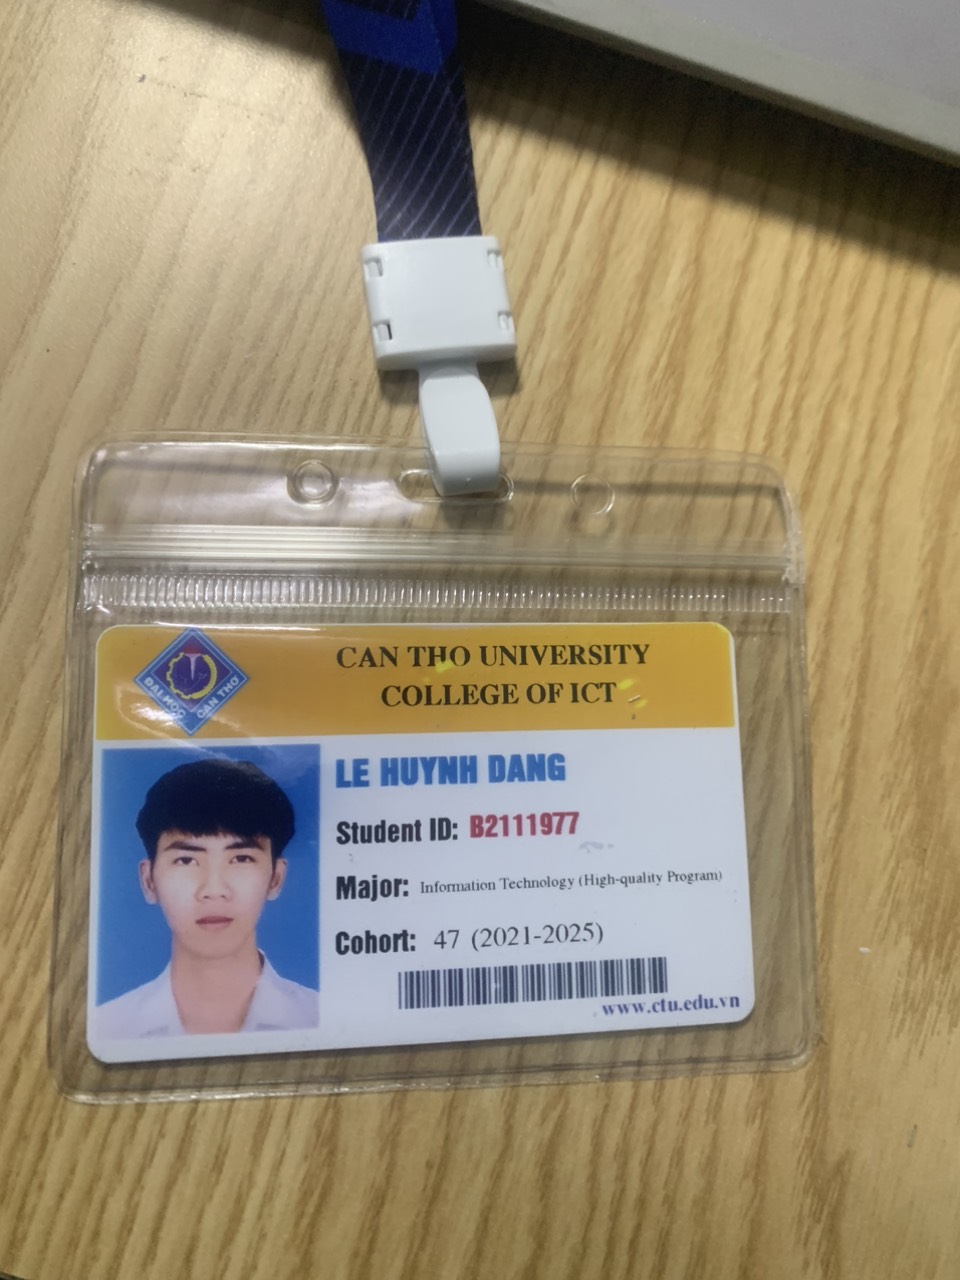 ĐẠI HỌC CẦN THƠ
CAN THO UNIVERSITY
COLLEGE OF ICT
LE HUYNH DANG
Student ID: B2111977
Major: Information Technology (High-quality Program)
Cohort: 47 (2021-2025)
www.ctu.edu.vn